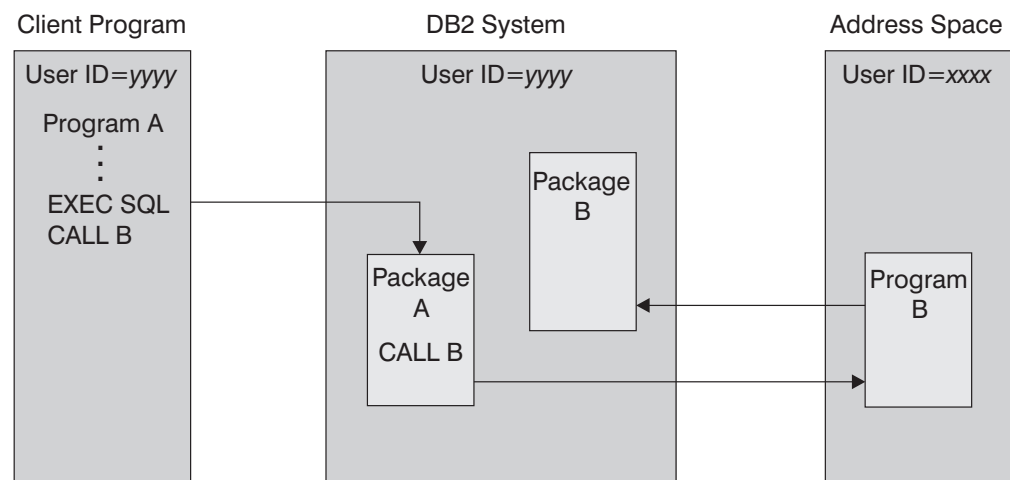 Client Program
User ID=yyyy
Program A
.
.
.
EXEC SQL
CALL B
DB2 System
User ID=yyyy
Package
B
Package
A
CALL B
Address Space
User ID=xxxx
Program
B